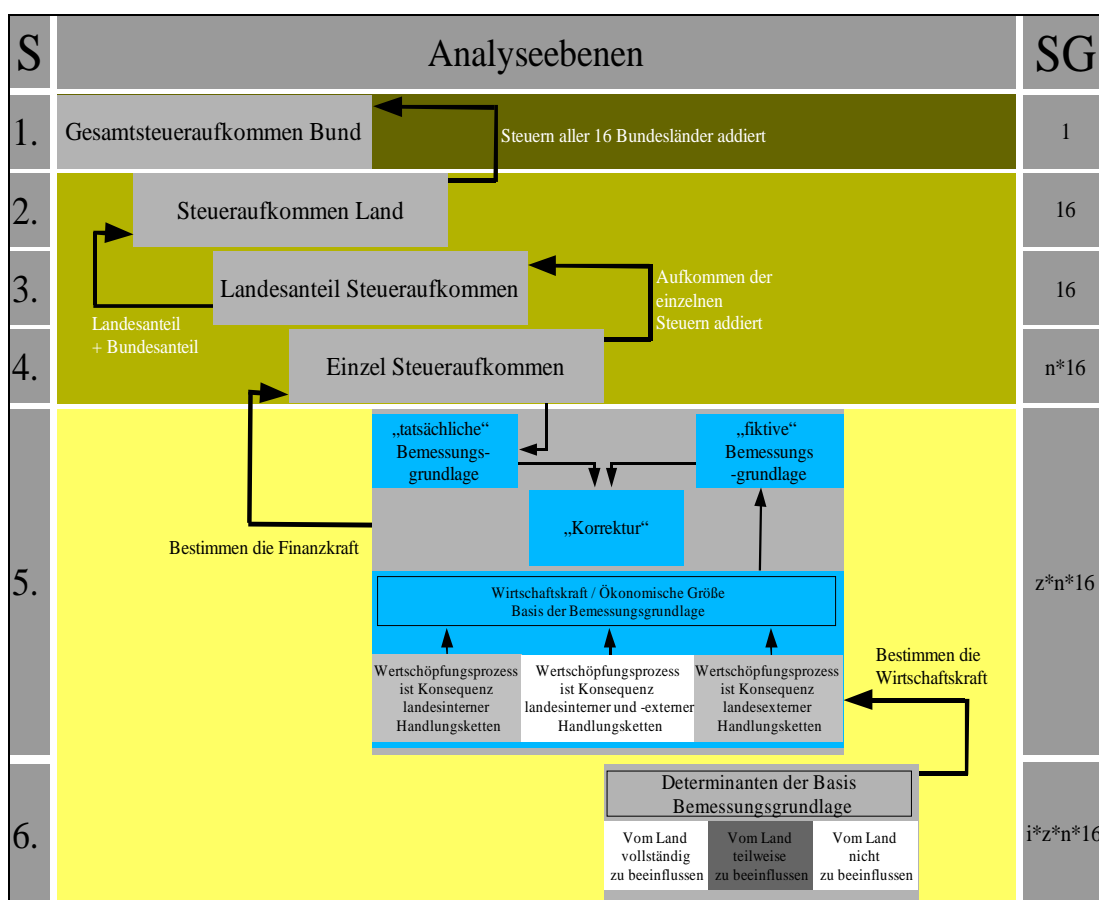 S
Analyseebenen
SG
1.
Gesamtsteueraufkommen Bund
Steuern aller 16 Bundesländer addiert
1
2.
Steueraufkommen Land
16
3.
Landesanteil Steueraufkommen
Aufkommen der
einzelnen
Steuern addiert
16
Landesanteil
+ Bundesanteil
4.
Einzel Steueraufkommen
n*16
5.
„tatsächliche“
Bemessungs-
grundlage
„fiktive“
Bemessungs
-grundlage
„Korrektur“
Bestimmen die Finanzkraft
z*n*16
Wirtschaftskraft / Ökonomische Größe
Basis der Bemessungsgrundlage
Wertschöpfungsprozess
ist Konsequenz
landesinterner
Handlungsketten
Wertschöpfungsprozess
ist Konsequenz
landesinterner und -externer
Handlungsketten
Wertschöpfungsprozess
ist Konsequenz
landesexterner
Handlungsketten
Bestimmen die
Wirtschaftskraft
6.
Determinanten der Basis
Bemessungsgrundlage
Vom Land
vollständig
zu beeinflussen
Vom Land
teilweise
zu beeinflussen
Vom Land
nicht
zu beeinflussen
i*z*n*16